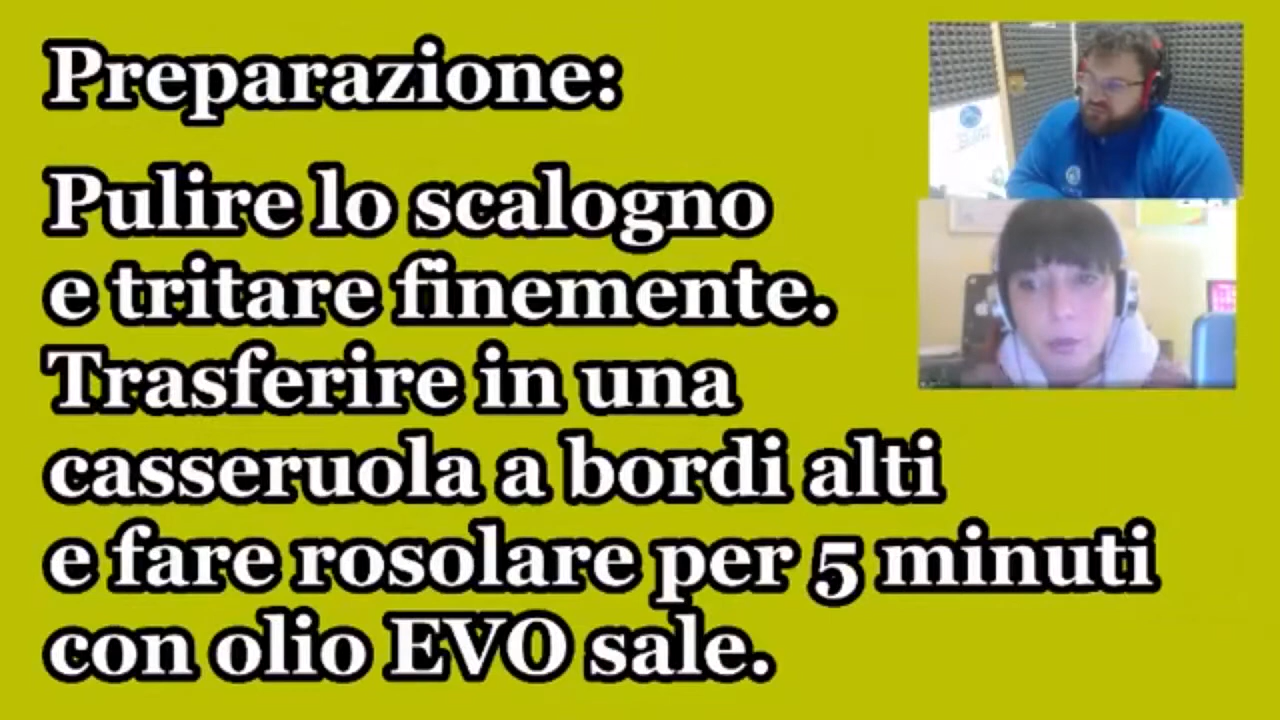 Preparazione:
Pulire lo scalogno
e tritare finemente.
Trasferire in una
casseruola a bordi alti
e fare rosolare per 5 minuti
con olio EVO sale.